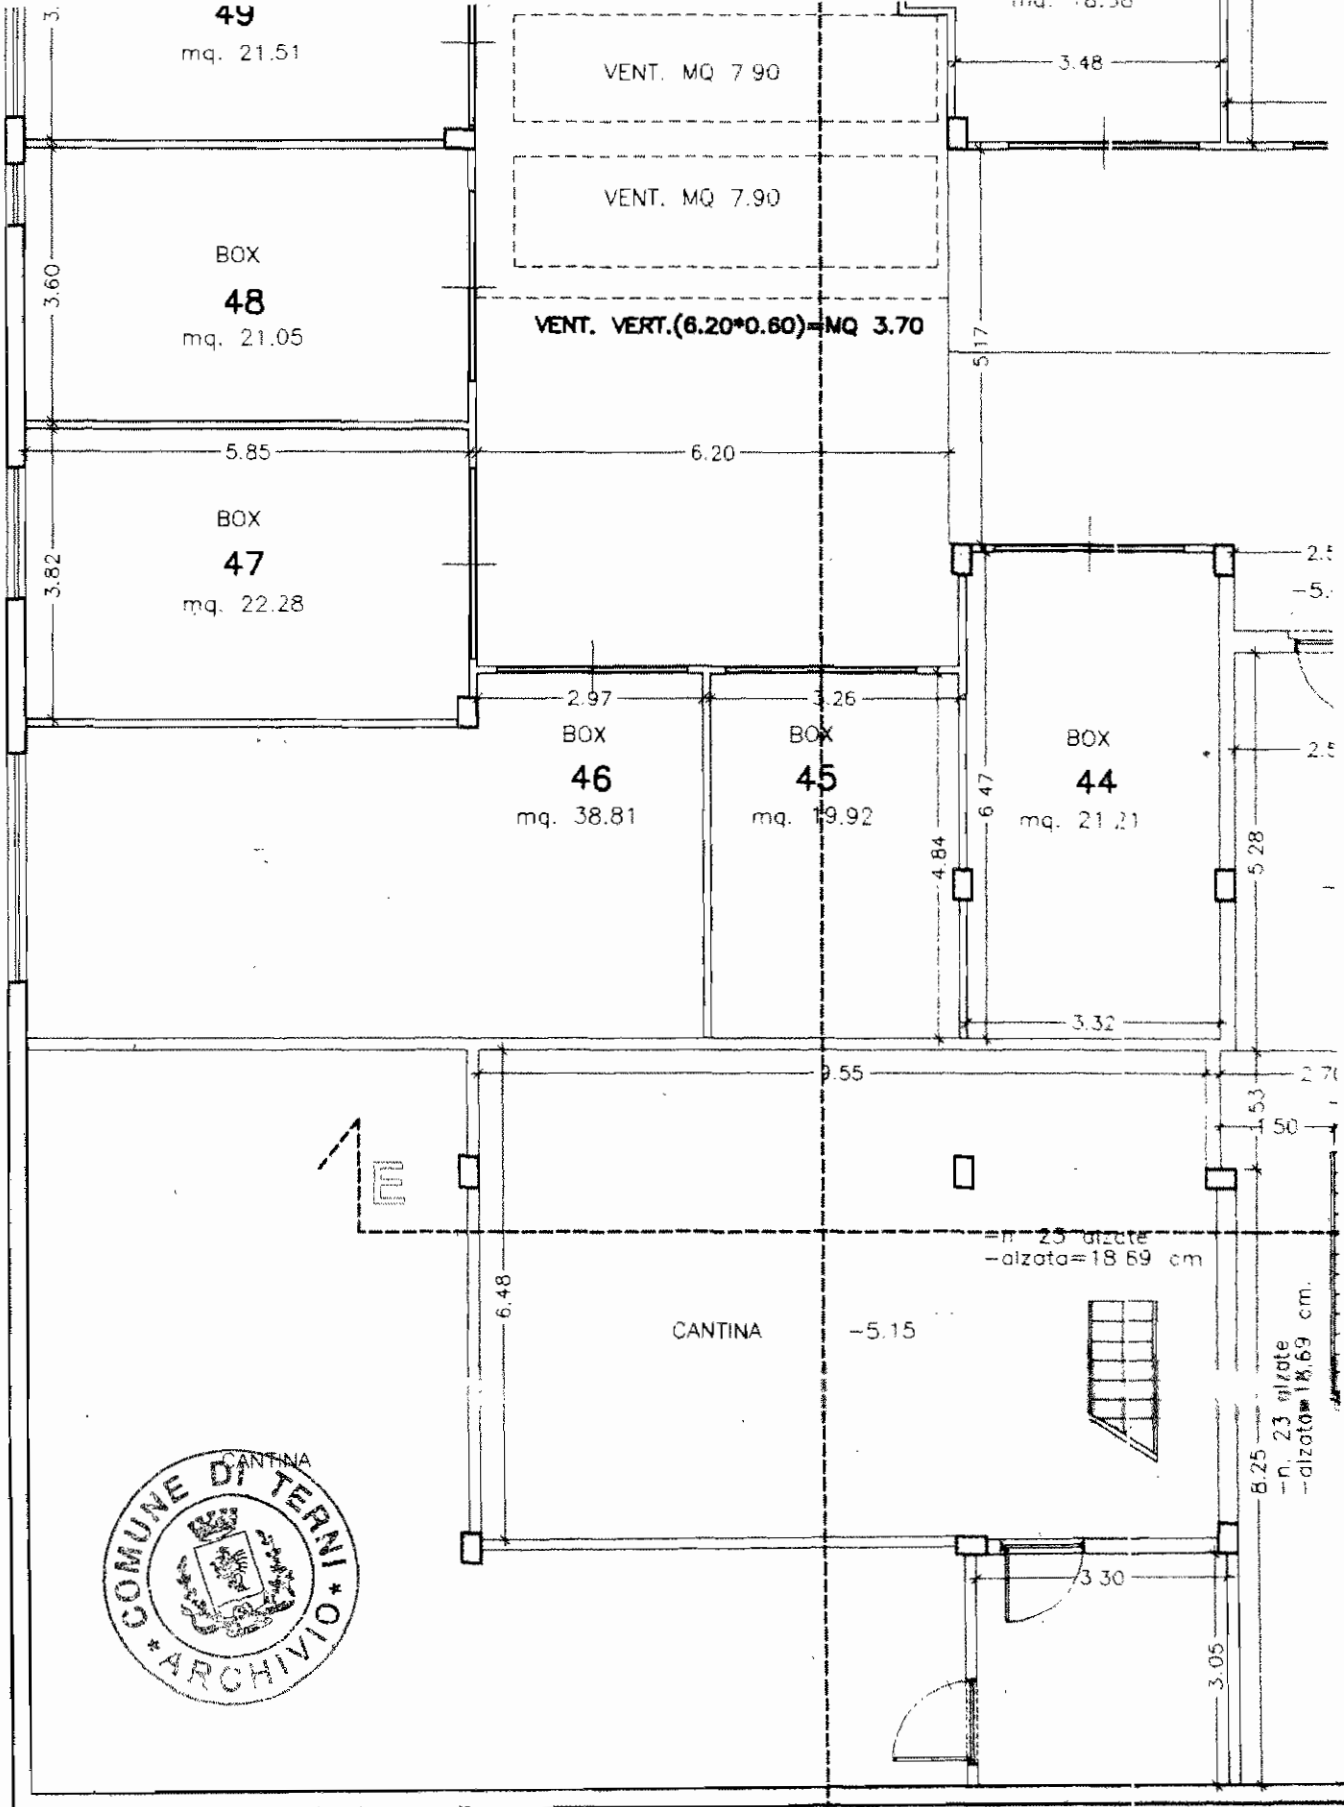 49
mq. 21.51
VENT. MQ 7 90
3.48
VENT. MQ 7.90
BOX
48
mq. 21.05
3.60
VENT. VERT.(6.20*0.60)=MQ 3.70
5.17
5.85
6.20
BOX
47
mq. 22.28
3.82
2.97
3.26
BOX
46
mq. 38.81
BOX
45
mq. 19.92
BOX
44
mq. 21.21
4.84
6.47
5.28
3.32
9.55
E
-alzata=18 69 cm
6.48
CANTINA
-5.15
-n. 23 alzate
-alzata=18.69 cm.
8.25
CANTINA
COMUNE DI TERNI
ARCHIVIO
3 30
3.05